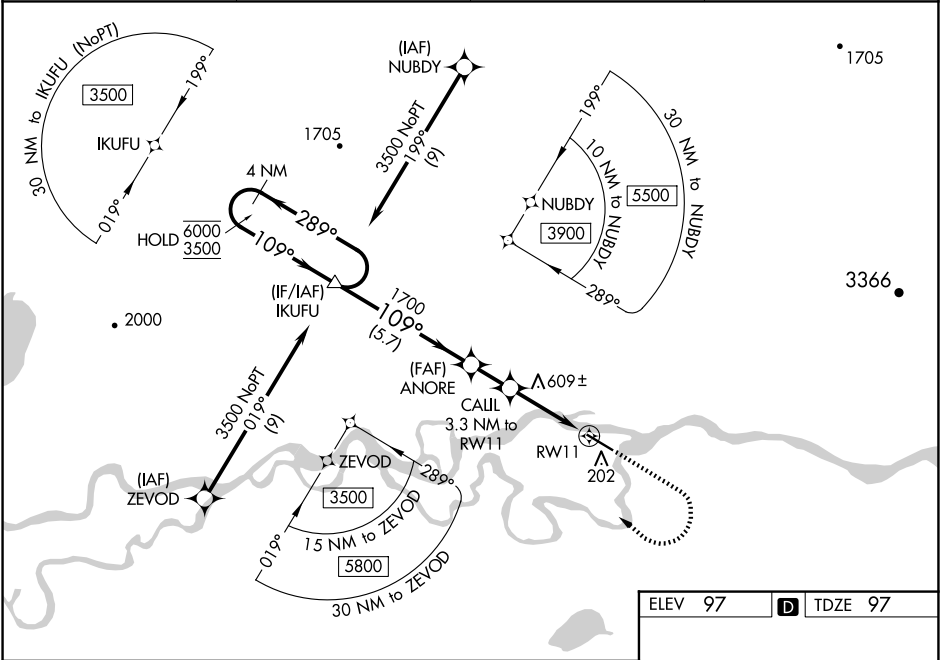 30 NM to IKUFU (NoPT)
199°
3500
IKUFU
019°
(IAF)
NUBDY
3500 NoPT
199°
(9)
1705
1705
4 NM
289°
109°
HOLD 6000
3500
(IF/IAF)
IKUFU
1700
109°
(5.7)
199°
30 NM to NUBDY
10 NM to NUBDY
NUBDY
5500
3900
289°
3366
2000
(FAF)
ANORE
609±
CALIL
3.3 NM to
RW11
RW11
202
3500 NoPT
019°
(9)
(IAF)
ZEVOD
ZEVOD
289°
3500
019°
15 NM to ZEVOD
5800
30 NM to ZEVOD
ELEV 97 D TDZE 97